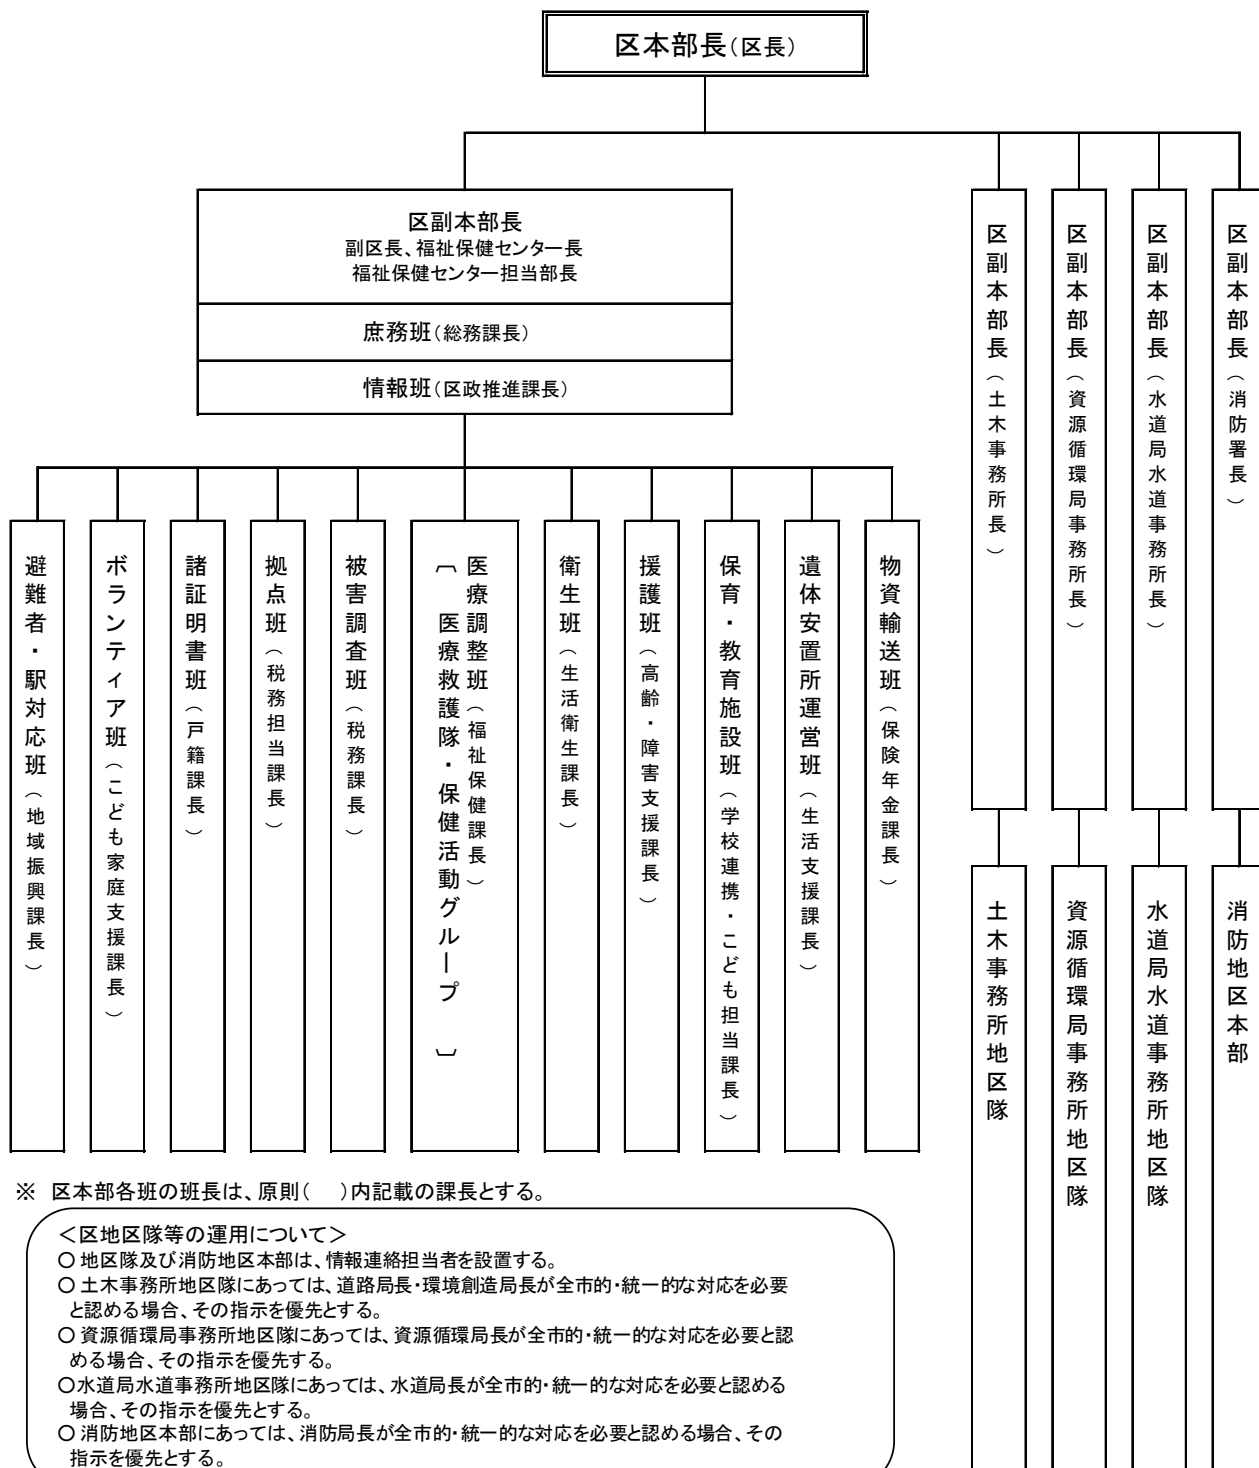 区本部長(区長)
区副本部長
副区長、福祉保健センター長
福祉保健センター担当部長
庶務班(総務課長)
情報班(区政推進課長)
区副本部長(土木事務所長)
区副本部長(資源循環局事務所長)
区副本部長(水道局水道事務所長)
区副本部長(消防署長)
避難者・駅対応班(地域振興課長)
ボランティア班(こども家庭支援課長)
諸証明書班(戸籍課長)
拠点班(税務担当課長)
被害調査班(税務課長)
医療調整班(福祉保健課長)
〔 医療救護隊・保健活動グループ 〕
衛生班(生活衛生課長)
援護班(高齢・障害支援課長)
保育・教育施設班(学校連携・こども担当課長)
遺体安置所運営班(生活支援課長)
物資輸送班(保険年金課長)
土木事務所地区隊
資源循環局事務所地区隊
水道局水道事務所地区隊
消防地区本部
※ 区本部各班の班長は、原則( )内記載の課長とする。
<区地区隊等の運用について>
○ 地区隊及び消防地区本部は、情報連絡担当者を設置する。
○ 土木事務所地区隊にあっては、道路局長・環境創造局長が全市的・統一的な対応を必要
と認める場合、その指示を優先とする。
○ 資源循環局事務所地区隊にあっては、資源循環局長が全市的・統一的な対応を必要と認
める場合、その指示を優先する。
○水道局水道事務所地区隊にあっては、水道局長が全市的・統一的な対応を必要と認める
場合、その指示を優先とする。
○ 消防地区本部にあっては、消防局長が全市的・統一的な対応を必要と認める場合、その
指示を優先とする。